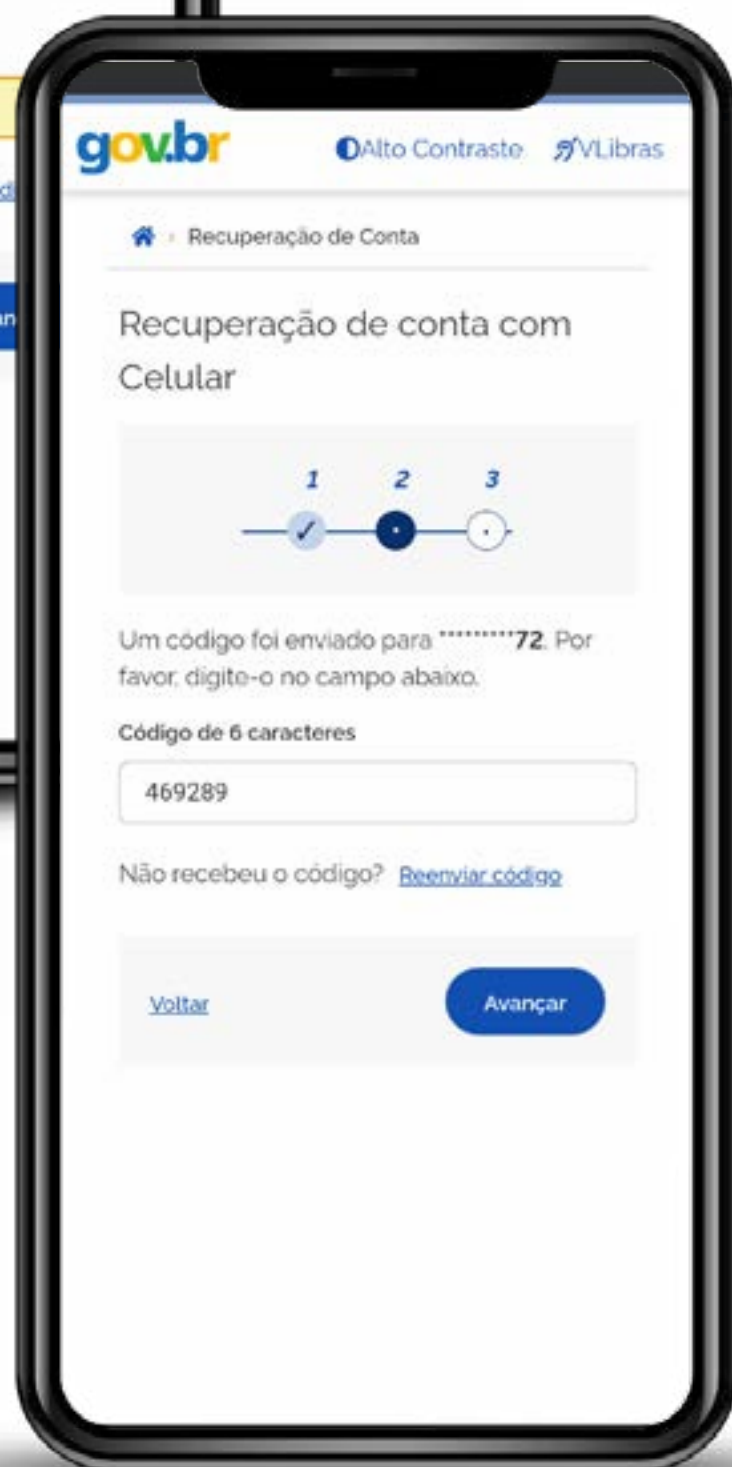 gov.br
Alto Contraste VLibras
Recuperação de Conta
Recuperação de conta com
Celular
1 2 3
Um código foi enviado para *********72. Por
favor, digite-o no campo abaixo.
Código de 6 caracteres
469289
Não recebeu o código? Reenviar código
Voltar Avançar